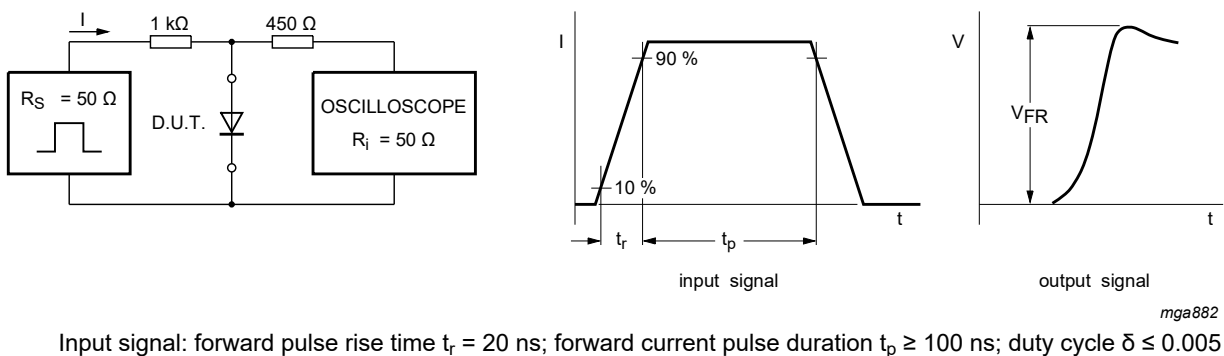 I
1 kΩ
450 Ω
R_S = 50 Ω
D.U.T.
OSCILLOSCOPE
R_i = 50 Ω
I
90 %
10 %
t
t_r
t_p
input signal
V
V_FR
t
output signal
mga882
Input signal: forward pulse rise time t_r = 20 ns; forward current pulse duration t_p ≥ 100 ns; duty cycle δ ≤ 0.005